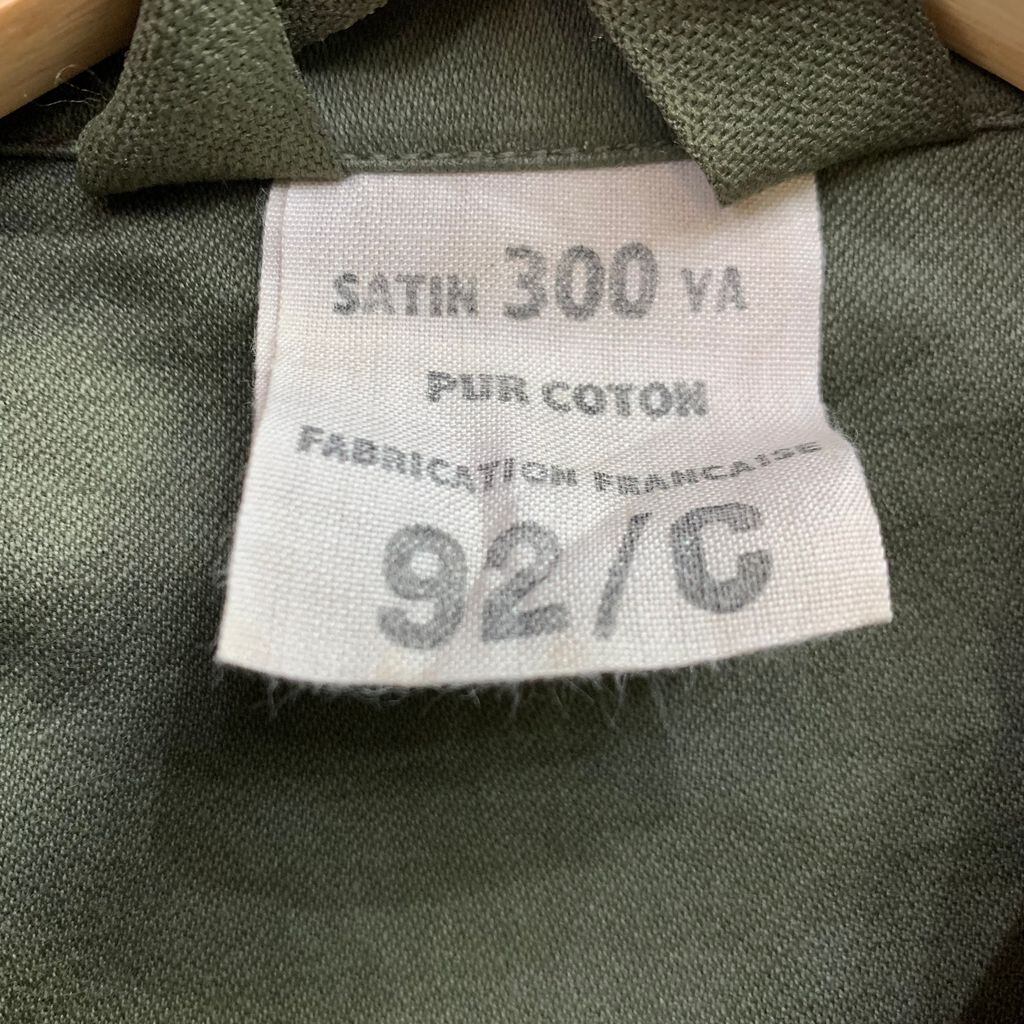 SATIN 300 VA
PUR COTON
FABRICATION FRANCAISE
92/C